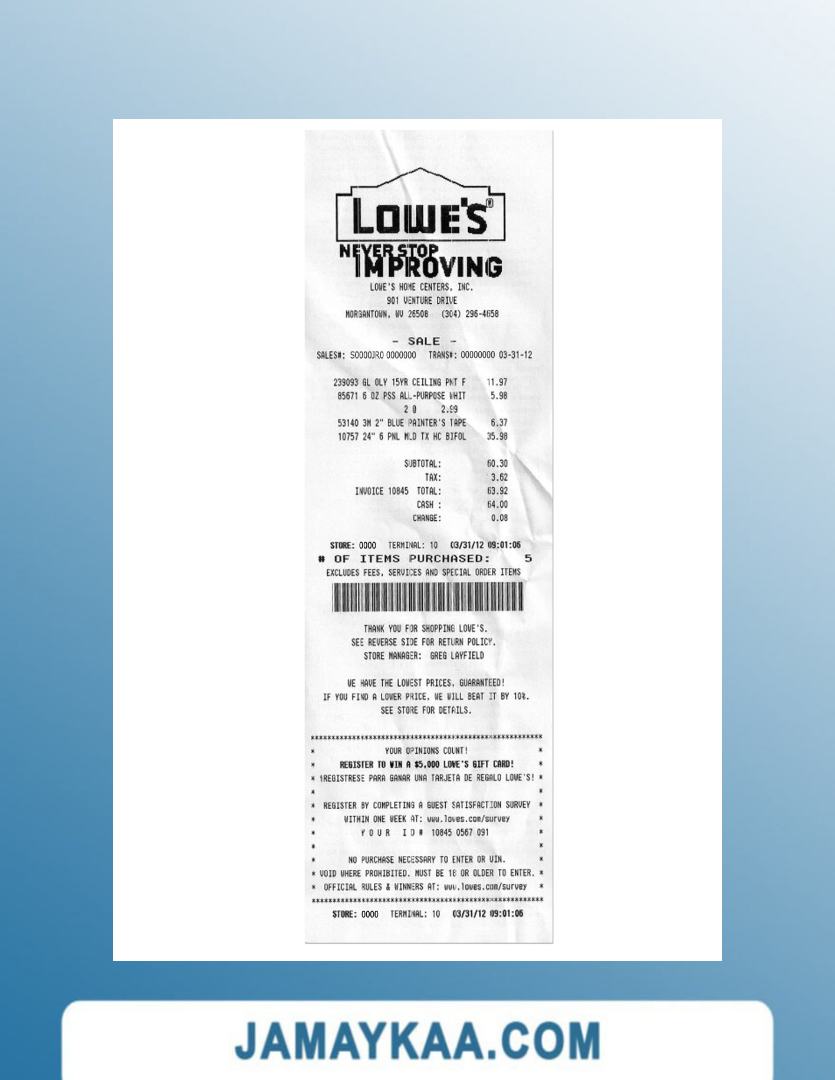 LOWE'S®
NEVER STOP
IMPROVING
LOWE'S HOME CENTERS, INC.
901 VENTURE DRIVE
MORGANTOWN, WV 26508 (304) 296-4658
- SALE -
SALES#: SOOOOJRO 0000000 TRANS#: 00000000 03-31-12
239093 GL OLY 15YR CEILING PNT F 11.97
85671 6 OZ PSS ALL-PURPOSE WHIT 5.98
2 @ 2.99
53140 3M 2" BLUE PAINTER'S TAPE 6.37
10757 24" 6 PNL MLD TX HC BIFOL 35.98
SUBTOTAL: 60.30
TAX: 3.62
INVOICE 10845 TOTAL: 63.92
CASH : 64.00
CHANGE: 0.08
STORE: 0000 TERMINAL: 10 03/31/12 09:01:06
# OF ITEMS PURCHASED: 5
EXCLUDES FEES, SERVICES AND SPECIAL ORDER ITEMS
THANK YOU FOR SHOPPING LOWE'S.
SEE REVERSE SIDE FOR RETURN POLICY.
STORE MANAGER: GREG LAYFIELD
WE HAVE THE LOWEST PRICES, GUARANTEED!
IF YOU FIND A LOWER PRICE, WE WILL BEAT IT BY 10%.
SEE STORE FOR DETAILS.
*******************************************************
* YOUR OPINIONS COUNT! *
* REGISTER TO WIN A $5,000 LOWE'S GIFT CARD! *
* ¡REGISTRESE PARA GANAR UNA TARJETA DE REGALO LOWE'S! *
* *
* REGISTER BY COMPLETING A GUEST SATISFACTION SURVEY *
* WITHIN ONE WEEK AT: www.lowes.com/survey *
* Y O U R I D # 10845 0567 091 *
* *
* *
* NO PURCHASE NECESSARY TO ENTER OR WIN. *
* VOID WHERE PROHIBITED. MUST BE 18 OR OLDER TO ENTER. *
* OFFICIAL RULES & WINNERS AT: www.lowes.com/survey *
*******************************************************
STORE: 0000 TERMINAL: 10 03/31/12 09:01:06
JAMAYKAA.COM